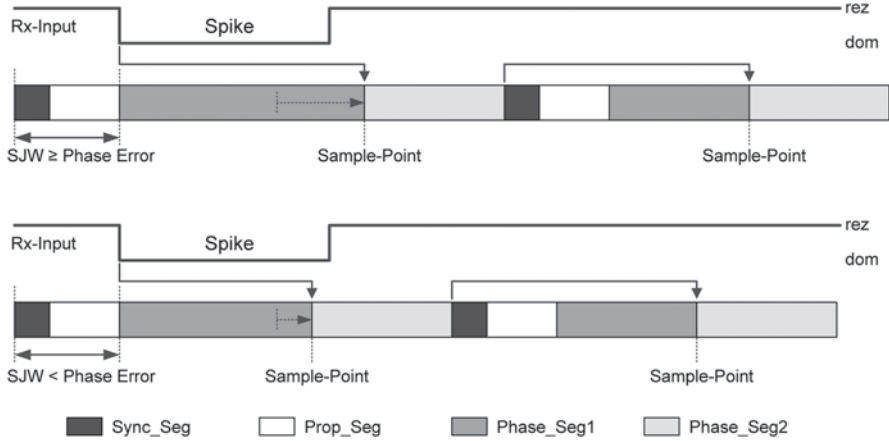 rez
Rx-Input Spike
dom
SJW ≥ Phase Error Sample-Point Sample-Point
rez
Rx-Input Spike
dom
SJW < Phase Error Sample-Point Sample-Point
Sync_Seg Prop_Seg Phase_Seg1 Phase_Seg2